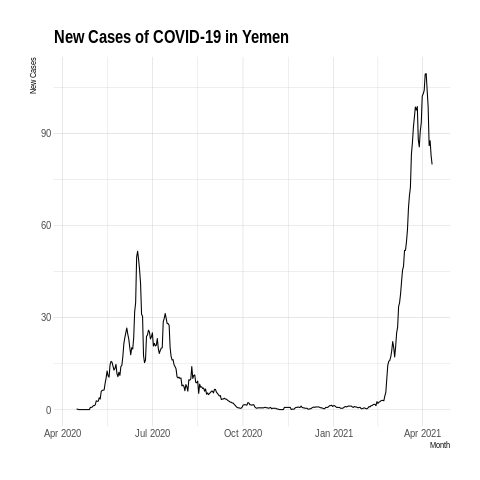 New Cases of COVID-19 in Yemen
New Cases
90
60
30
0
Apr 2020 Jul 2020 Oct 2020 Jan 2021 Apr 2021
Month